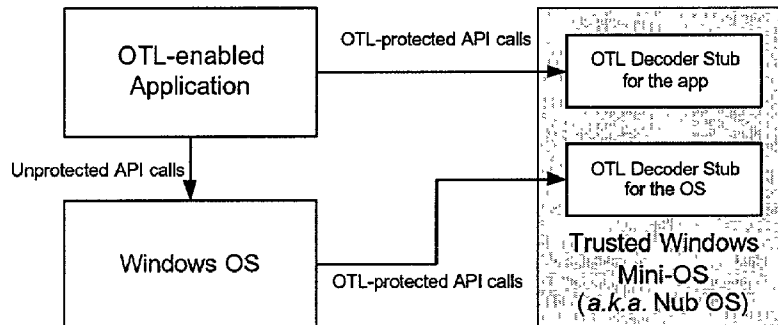 OTL-protected API calls
OTL-enabled
Application
OTL Decoder Stub
for the app
Unprotected API calls
OTL Decoder Stub
for the OS
Windows OS
OTL-protected API calls
Trusted Windows
Mini-OS
(a.k.a. Nub OS)